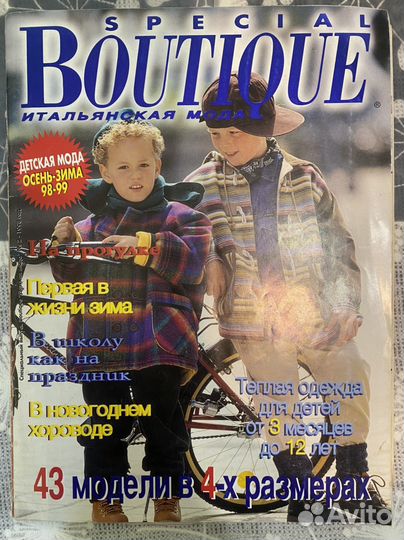 SPECIAL
BOUTIQUE
®
ИТАЛЬЯНСКАЯ МОДА
ДЕТСКАЯ МОДА
ОСЕНЬ-ЗИМА
98-99
На прогулке
Первая в
жизни зима
В школу
как на
праздник
В новогоднем
хороводе
Теплая одежда
для детей
от 3 месяцев
до 12 лет
43 модели в 4-х размерах
Avito